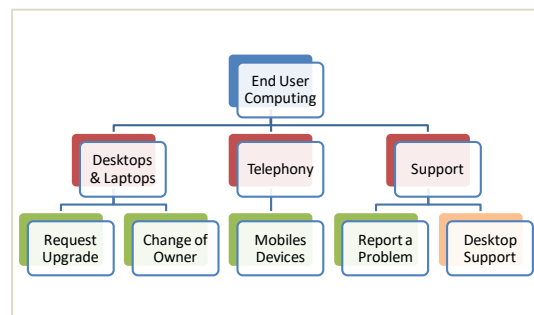 End User
Computing
Desktops
& Laptops
Telephony
Support
Request
Upgrade
Change of
Owner
Mobiles
Devices
Report a
Problem
Desktop
Support